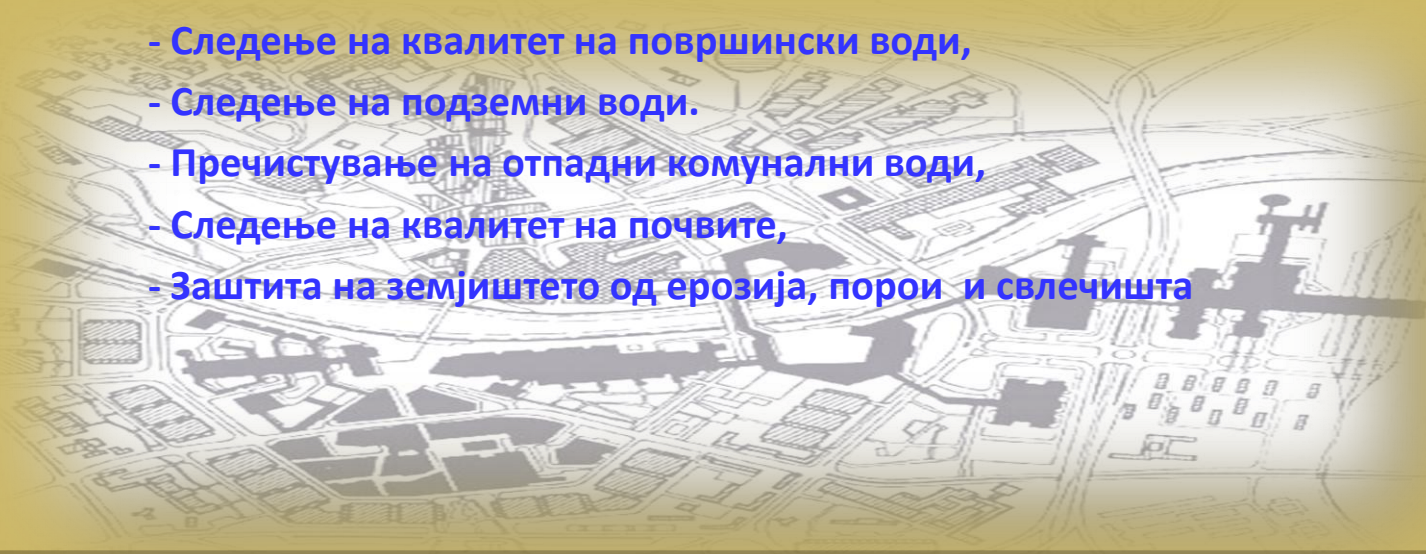 - Следење на квалитет на површински води,
- Следење на подземни води.
- Пречистување на отпадни комунални води,
- Следење на квалитет на почвите,
- Заштита на земјиштето од ерозија, порои  и свлечишта